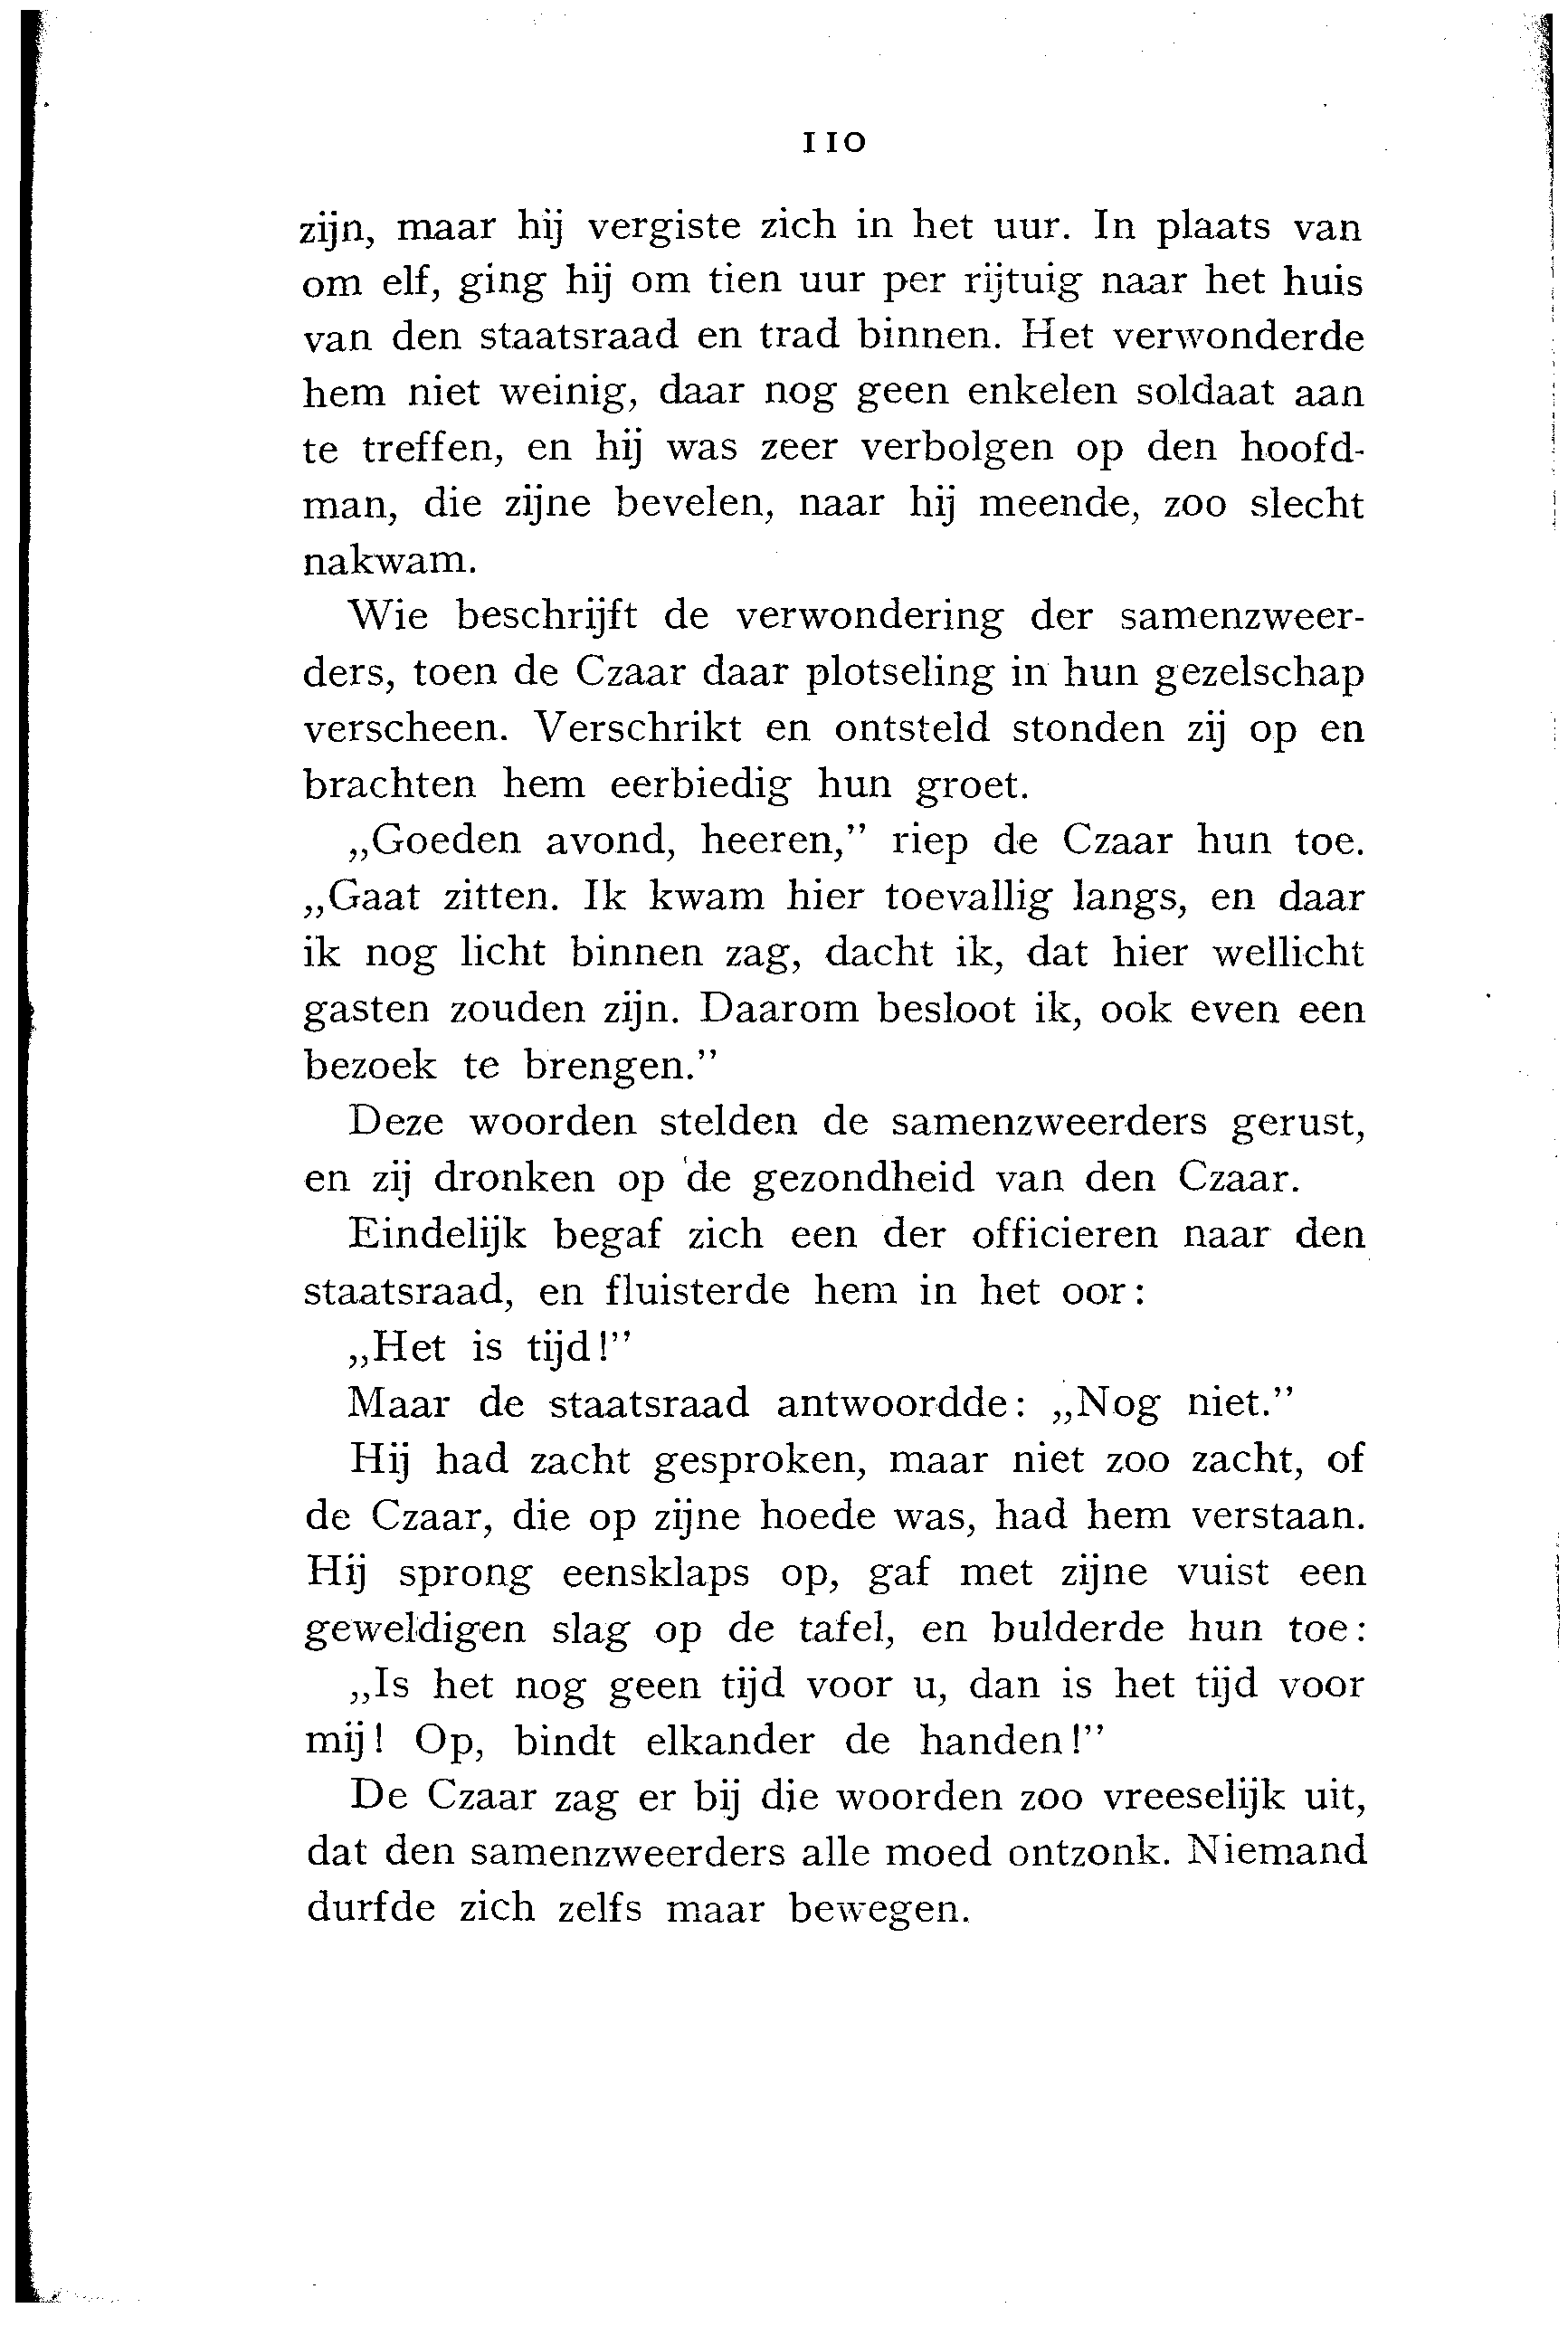 110
zijn, maar hij vergiste zich in het uur. In plaats van
om elf, ging hij om tien uur per rijtuig naar het huis
van den staatsraad en trad binnen. Het verwonderde
hem niet weinig, daar nog geen enkelen soldaat aan
te treffen, en hij was zeer verbolgen op den hoofd-
man, die zijne bevelen, naar hij meende, zoo slecht
nakwam.
Wie beschrijft de verwondering der samenzweer-
ders, toen de Czaar daar plotseling in hun gezelschap
verscheen. Verschrikt en ontsteld stonden zij op en
brachten hem eerbiedig hun groet.
„Goeden avond, heeren,” riep de Czaar hun toe.
„Gaat zitten. Ik kwam hier toevallig langs, en daar
ik nog licht binnen zag, dacht ik, dat hier wellicht
gasten zouden zijn. Daarom besloot ik, ook even een
bezoek te brengen.”
Deze woorden stelden de samenzweerders gerust,
en zij dronken op de gezondheid van den Czaar.
Eindelijk begaf zich een der officieren naar den
staatsraad, en fluisterde hem in het oor:
„Het is tijd!”
Maar de staatsraad antwoordde: „Nog niet.”
Hij had zacht gesproken, maar niet zoo zacht, of
de Czaar, die op zijne hoede was, had hem verstaan.
Hij sprong eensklaps op, gaf met zijne vuist een
geweldigen slag op de tafel, en bulderde hun toe:
„Is het nog geen tijd voor u, dan is het tijd voor
mij! Op, bindt elkander de handen!”
De Czaar zag er bij die woorden zoo vreeselijk uit,
dat den samenzweerders alle moed ontzonk. Niemand
durfde zich zelfs maar bewegen.